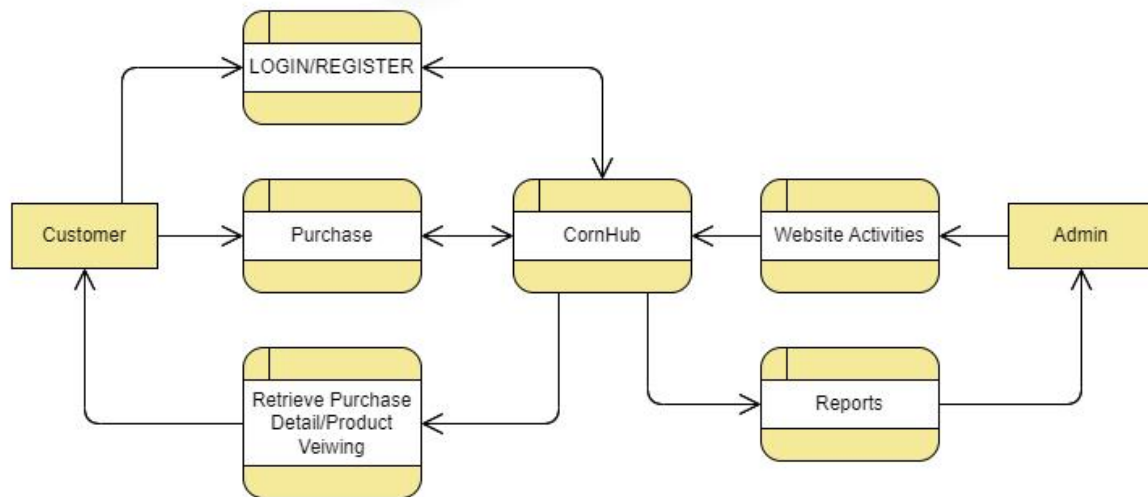 LOGIN/REGISTER
Customer
Purchase
CornHub
Website Activities
Admin
Retrieve Purchase
Detail/Product
Veiwing
Reports